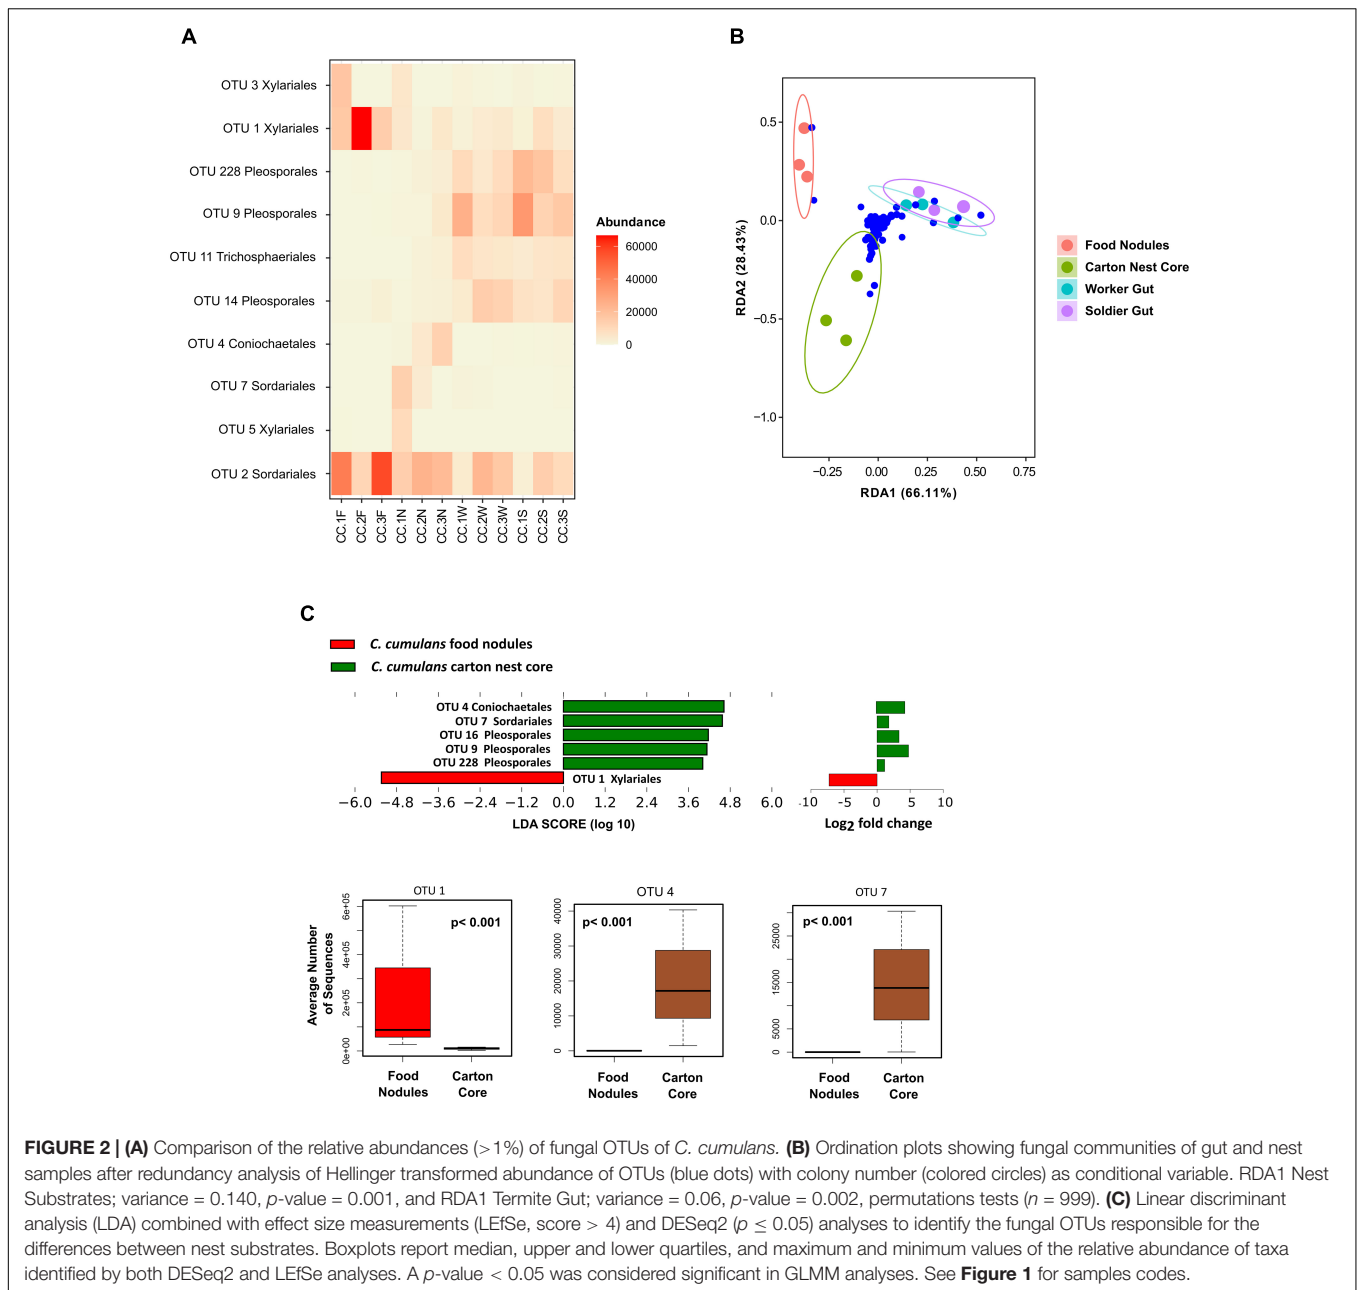 A
OTU 3 Xylariales
OTU 1 Xylariales
OTU 228 Pleosporales
OTU 9 Pleosporales
OTU 11 Trichosphaeriales
OTU 14 Pleosporales
OTU 4 Coniochaetales
OTU 7 Sordariales
OTU 5 Xylariales
OTU 2 Sordariales
CC.1F CC.2F CC.3F CC.1N CC.2N CC.3N CC.1W CC.2W CC.3W CC.1S CC.2S CC.3S
Abundance
60000
40000
20000
0
B
0.5
0.0
−0.5
−1.0
RDA2 (28.43%)
−0.25 0.00 0.25 0.50 0.75
RDA1 (66.11%)
Food Nodules
Carton Nest Core
Worker Gut
Soldier Gut
C
C. cumulans food nodules
C. cumulans carton nest core
OTU 4 Coniochaetales
OTU 7 Sordariales
OTU 16 Pleosporales
OTU 9 Pleosporales
OTU 228 Pleosporales
OTU 1 Xylariales
−6.0 −4.8 −3.6 −2.4 −1.2 0.0 1.2 2.4 3.6 4.8 6.0
LDA SCORE (log 10)
-10 -5 0 5 10
Log2 fold change
OTU 1
p< 0.001
0e+00 2e+05 4e+05 6e+05
Average Number
of Sequences
Food
Nodules
Carton
Core
OTU 4
p< 0.001
0 10000 20000 30000 40000
Food
Nodules
Carton
Core
OTU 7
p< 0.001
0 5000 15000 25000
Food
Nodules
Carton
Core
FIGURE 2 | (A) Comparison of the relative abundances (>1%) of fungal OTUs of C. cumulans. (B) Ordination plots showing fungal communities of gut and nest
samples after redundancy analysis of Hellinger transformed abundance of OTUs (blue dots) with colony number (colored circles) as conditional variable. RDA1 Nest
Substrates; variance = 0.140, p-value = 0.001, and RDA1 Termite Gut; variance = 0.06, p-value = 0.002, permutations tests (n = 999). (C) Linear discriminant
analysis (LDA) combined with effect size measurements (LEfSe, score > 4) and DESeq2 (p ≤ 0.05) analyses to identify the fungal OTUs responsible for the
differences between nest substrates. Boxplots report median, upper and lower quartiles, and maximum and minimum values of the relative abundance of taxa
identified by both DESeq2 and LEfSe analyses. A p-value < 0.05 was considered significant in GLMM analyses. See Figure 1 for samples codes.